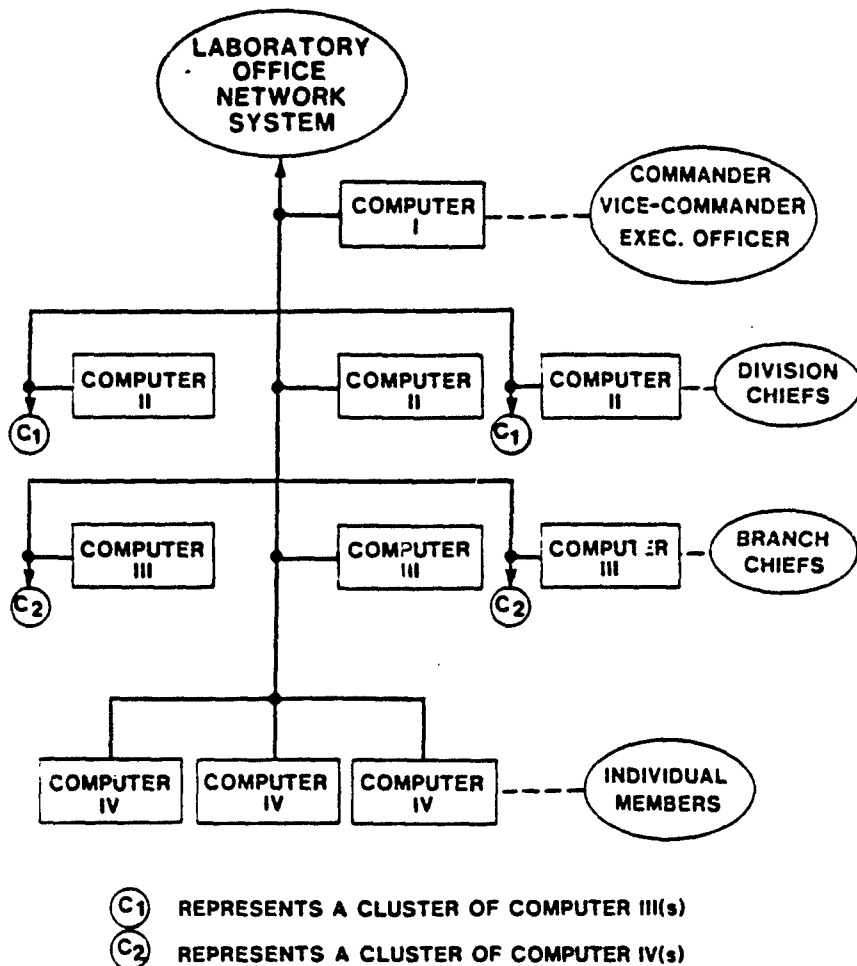 LABORATORY
OFFICE
NETWORK
SYSTEM
COMPUTER
I
COMMANDER
VICE-COMMANDER
EXEC. OFFICER
COMPUTER
II
COMPUTER
II
COMPUTER
II
DIVISION
CHIEFS
C1
C1
COMPUTER
III
COMPUTER
III
COMPUTER
III
BRANCH
CHIEFS
C2
C2
COMPUTER
IV
COMPUTER
IV
COMPUTER
IV
INDIVIDUAL
MEMBERS
C1 REPRESENTS A CLUSTER OF COMPUTER III(s)
C2 REPRESENTS A CLUSTER OF COMPUTER IV(s)